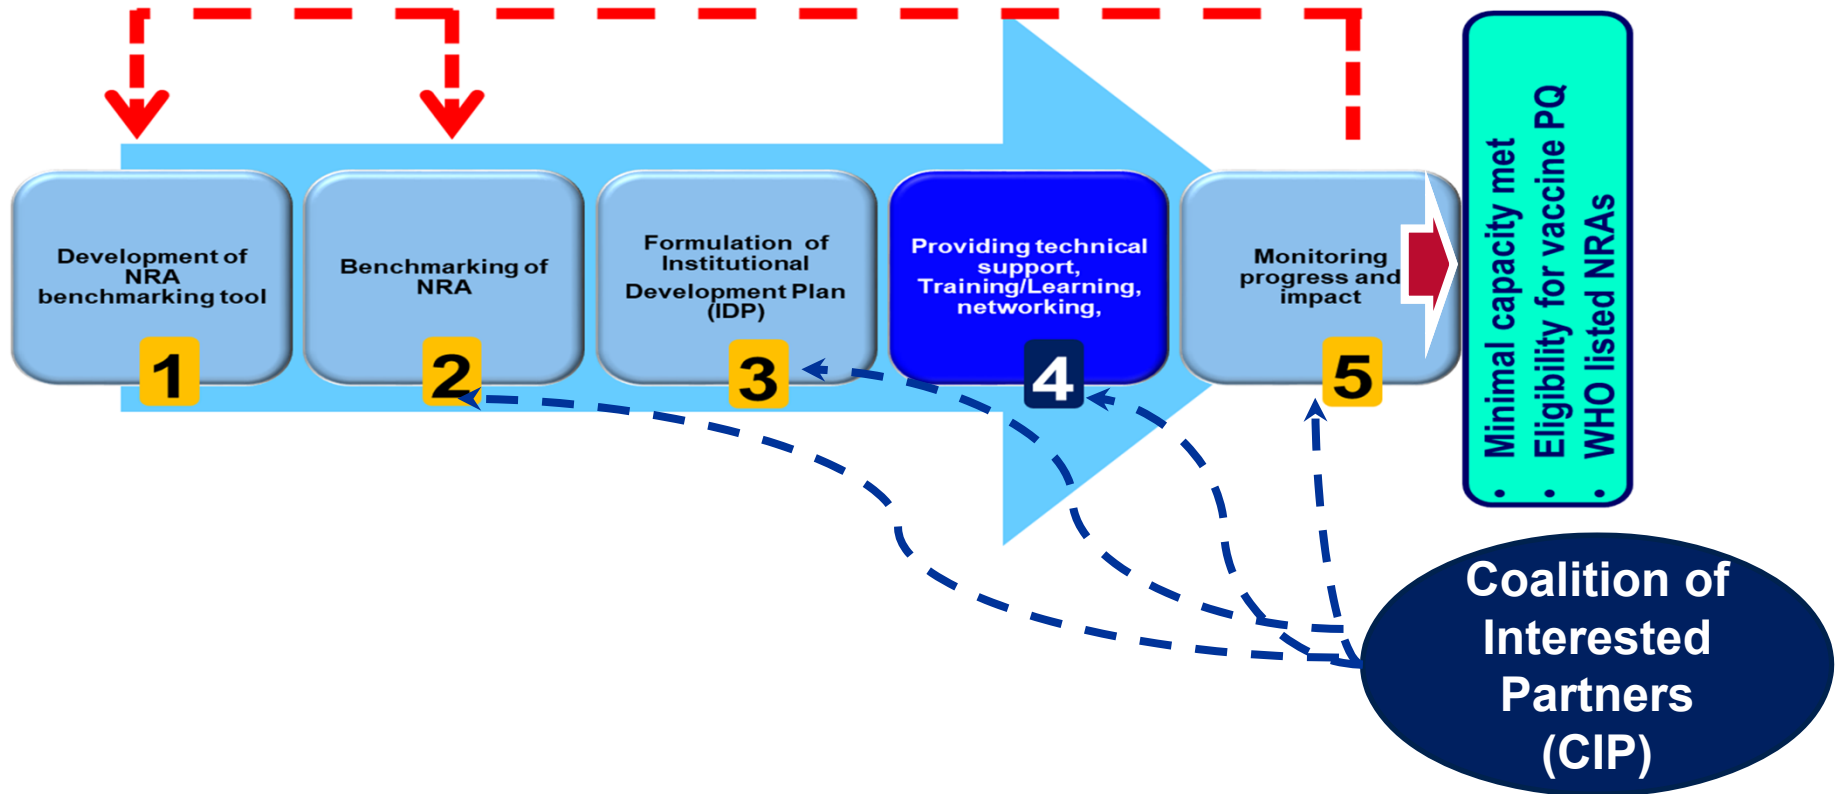 Development of
NRA
benchmarking tool
1
Benchmarking of
NRA
2
Formulation of
Institutional
Development Plan
(IDP)
3
Providing technical
support,
Training/Learning,
networking,
4
Monitoring
progress and
impact
5
• Minimal capacity met
• Eligibility for vaccine PQ
• WHO listed NRAs
Coalition of
Interested
Partners
(CIP)